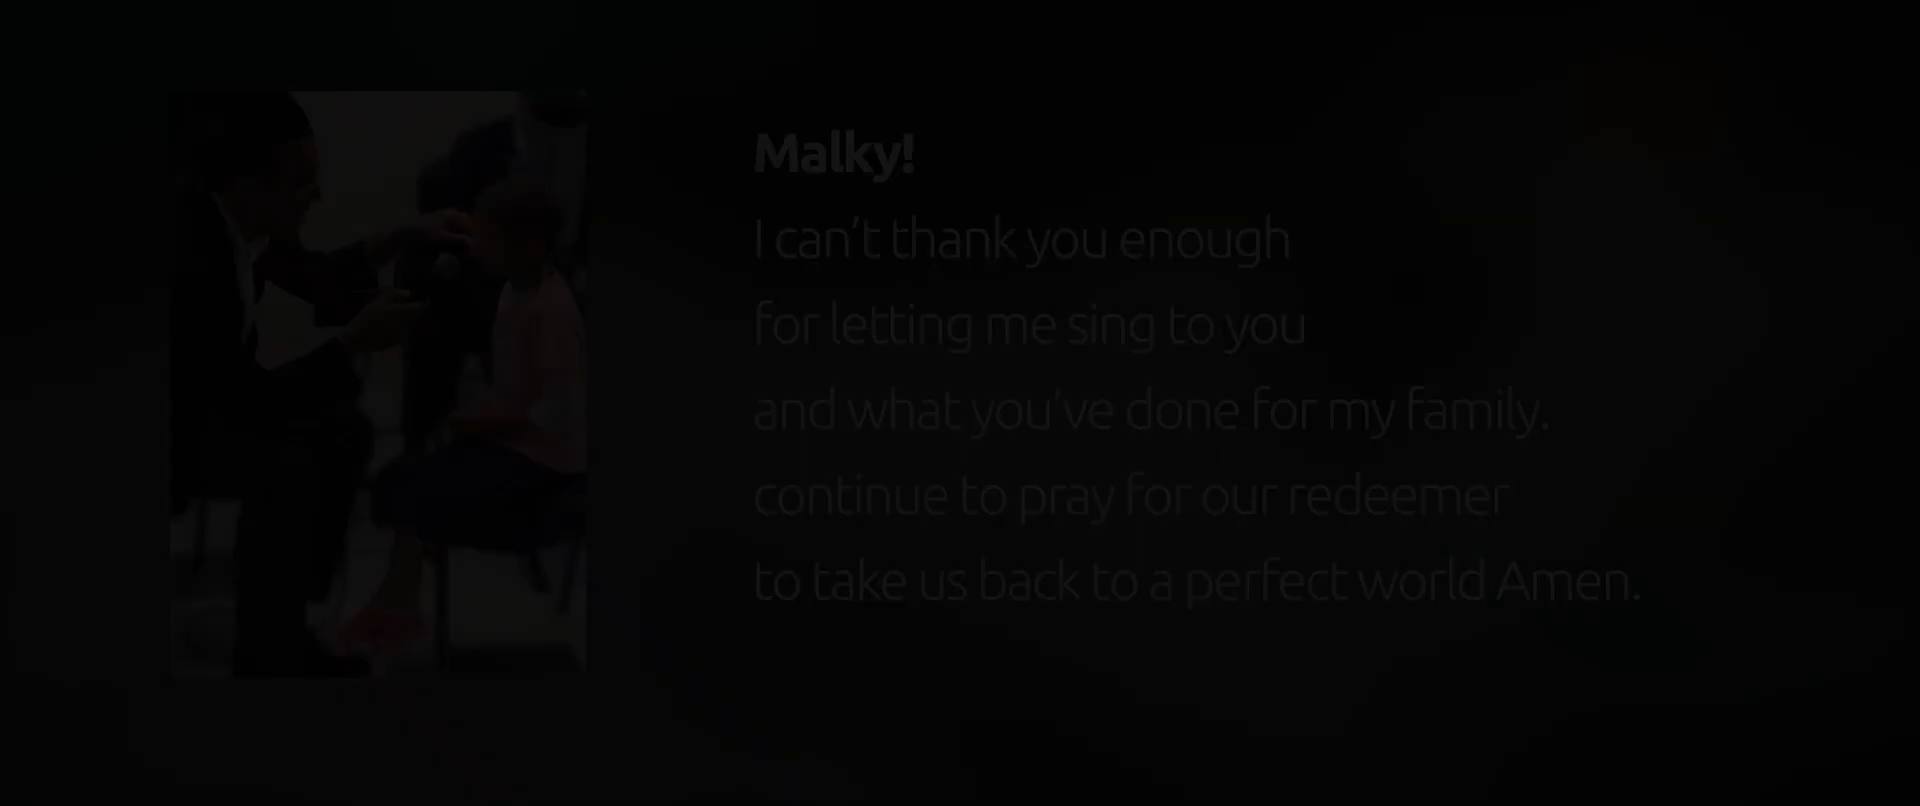 Malky!
I can't thank you enough
for letting me sing to you
and what you've done for my family.
continue to pray for our redeemer
to take us back to a perfect world Amen.